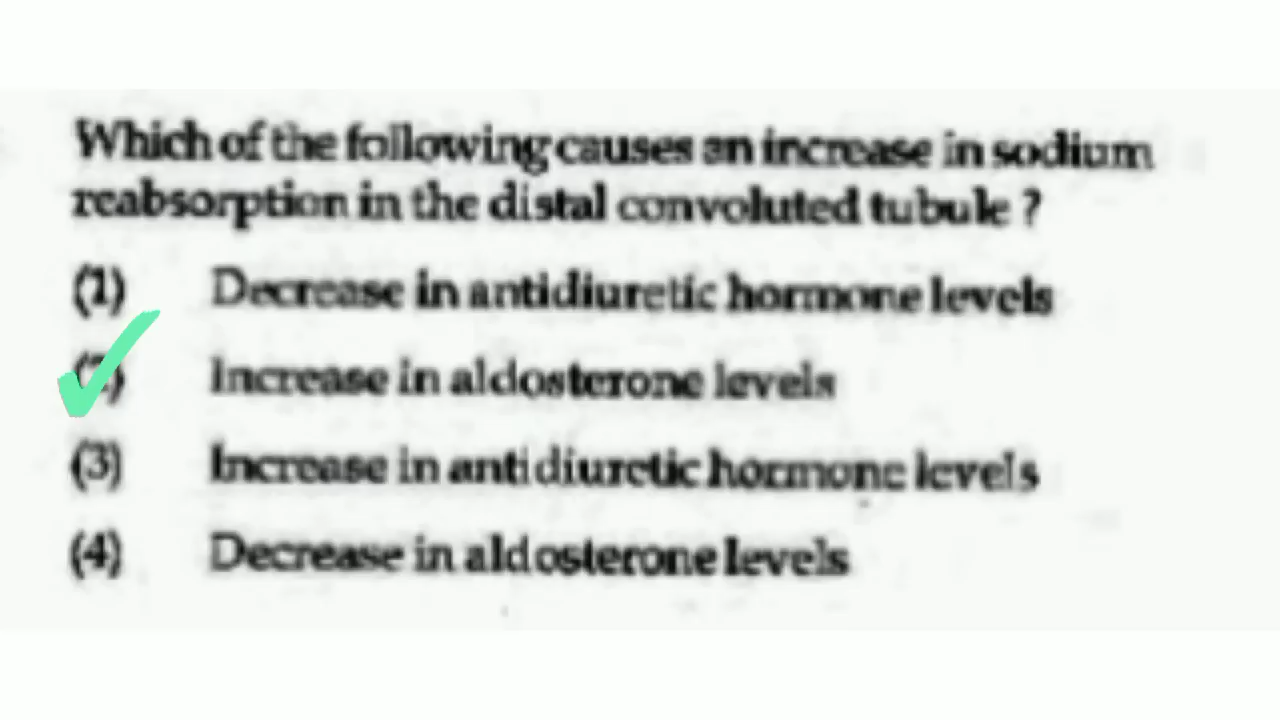 Which of the following causes an increase in sodium
reabsorption in the distal convoluted tubule ?
(1) Decrease in antidiuretic hormone levels
(2) Increase in aldosterone levels
(3) Increase in antidiuretic hormone levels
(4) Decrease in aldosterone levels